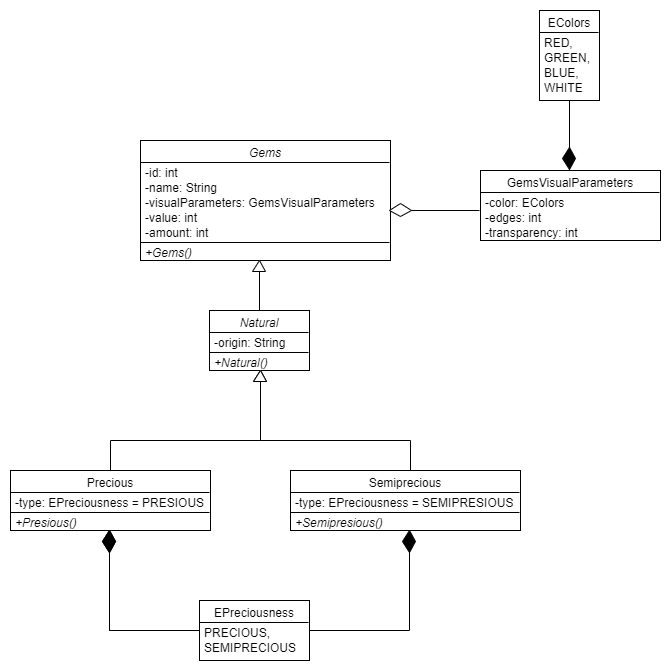 EColors
RED,
GREEN,
BLUE,
WHITE
Gems
-id: int
-name: String
-visualParameters: GemsVisualParameters
-value: int
-amount: int
+Gems()
GemsVisualParameters
-color: EColors
-edges: int
-transparency: int
Natural
-origin: String
+Natural()
Precious
-type: EPreciousness = PRESIOUS
+Presious()
Semiprecious
-type: EPreciousness = SEMIPRESIOUS
+Semipresious()
EPreciousness
PRECIOUS,
SEMIPRECIOUS